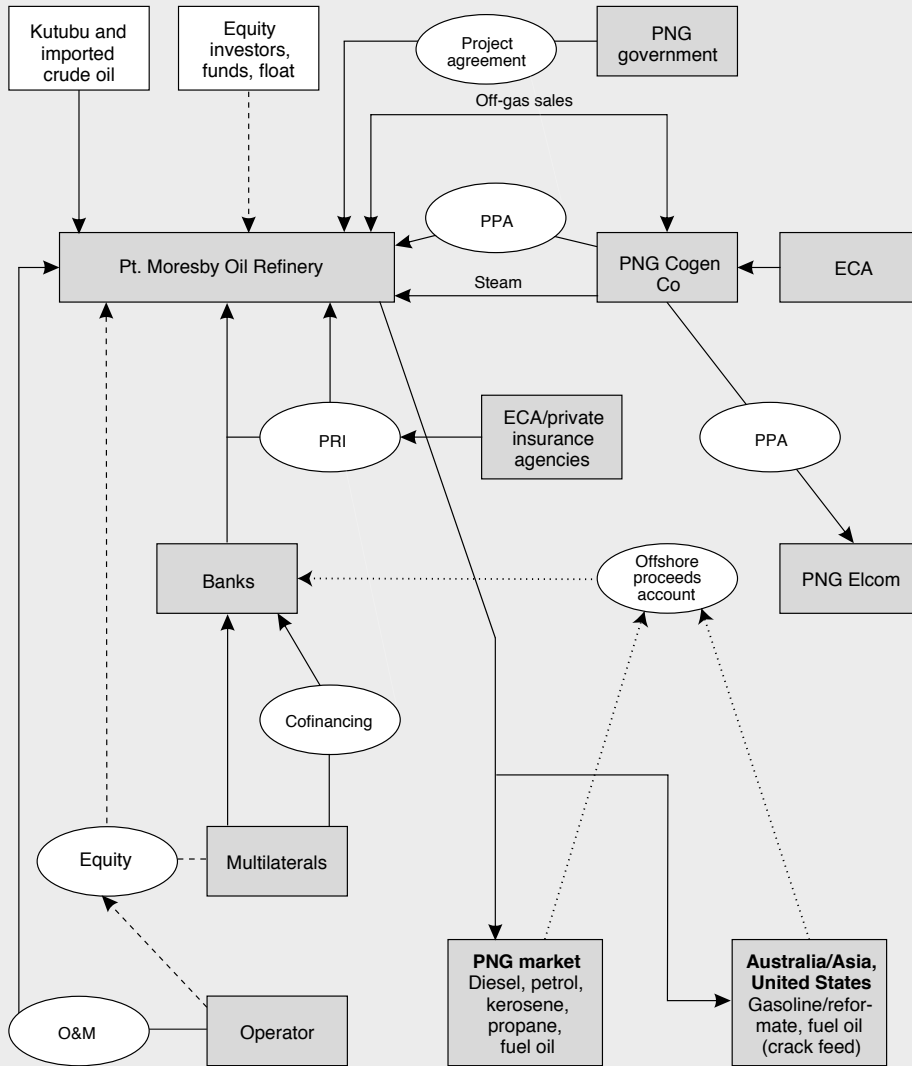 Kutubu and
imported
crude oil
Equity
investors,
funds, float
Project
agreement
PNG
government
Off-gas sales
PPA
Pt. Moresby Oil Refinery
PNG Cogen
Co
ECA
Steam
PRI
ECA/private
insurance
agencies
PPA
Banks
Offshore
proceeds
account
PNG Elcom
Cofinancing
Equity
Multilaterals
PNG market
Diesel, petrol,
kerosene,
propane,
fuel oil
Australia/Asia,
United States
Gasoline/refor-
mate, fuel oil
(crack feed)
O&M
Operator